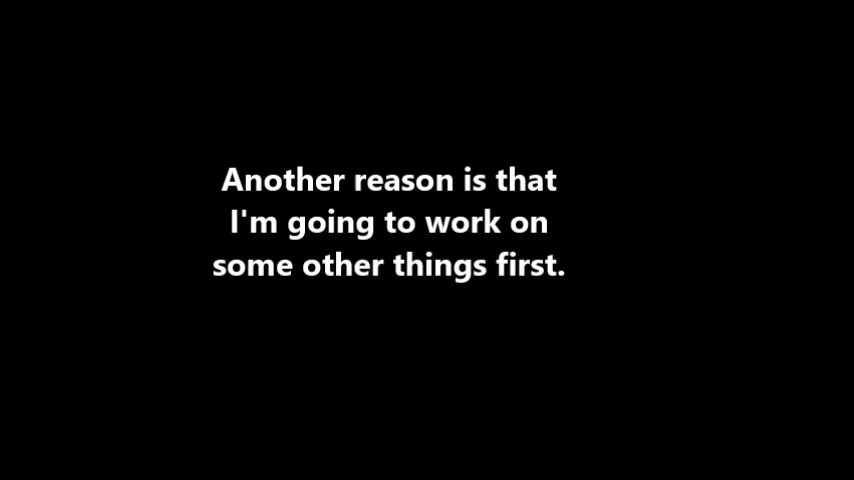 Another reason is that
I'm going to work on
some other things first.